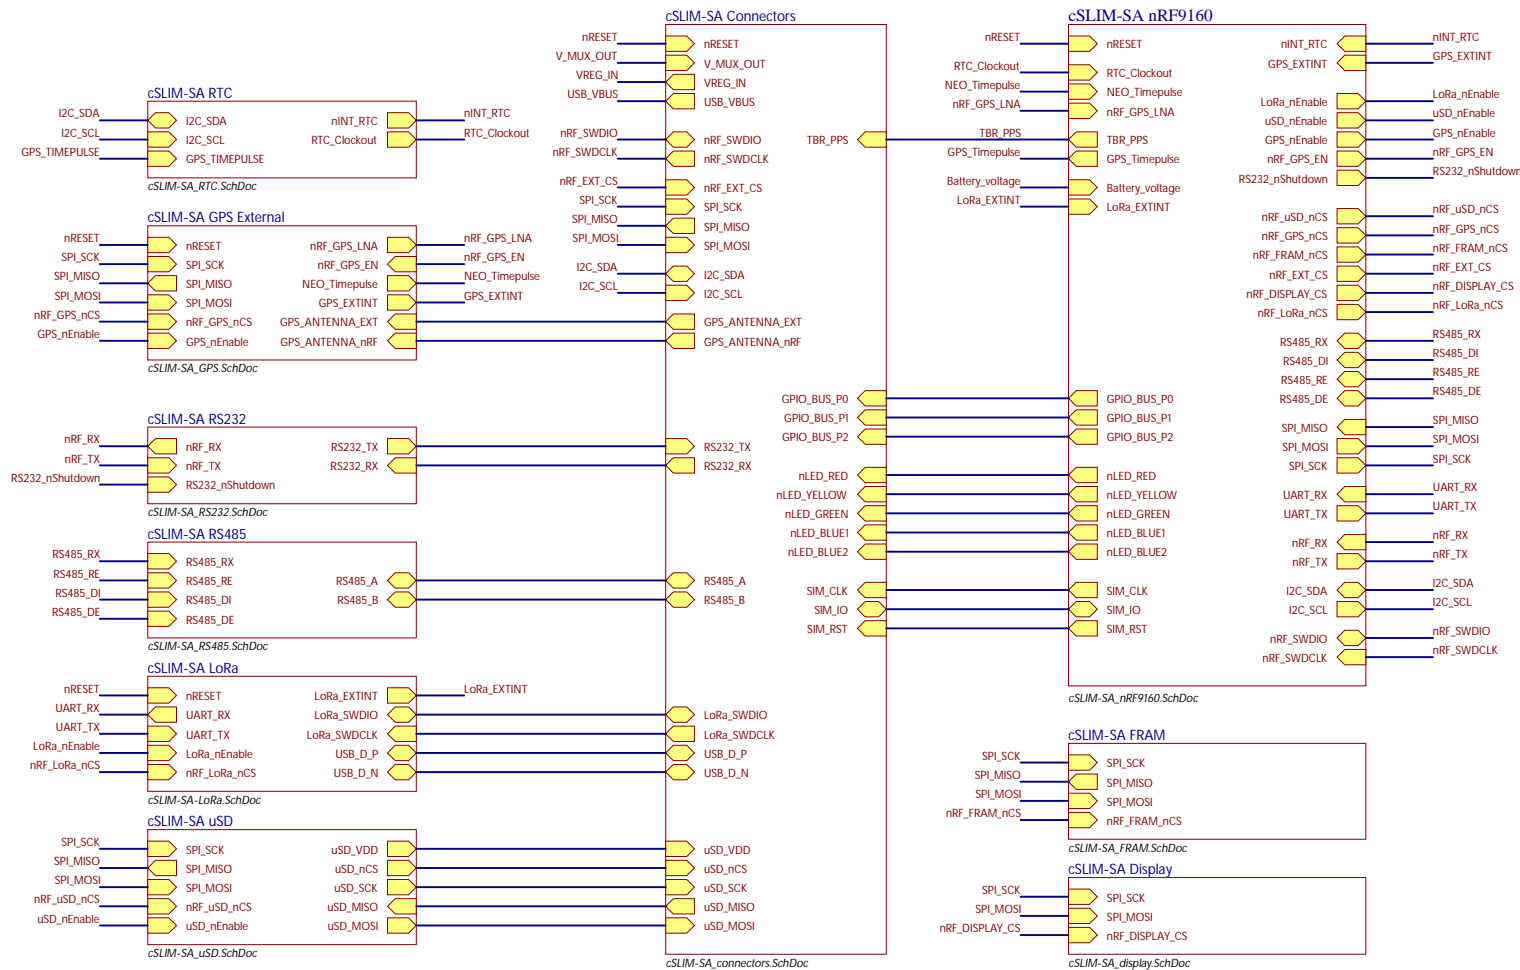 cSLIM-SA RTC
I2C_SDA
I2C_SCL
GPS_TIMEPULSE
I2C_SDA
I2C_SCL
GPS_TIMEPULSE
nINT_RTC
RTC_Clockout
nINT_RTC
RTC_Clockout
cSLIM-SA_RTC.SchDoc
cSLIM-SA GPS External
nRESET
SPI_SCK
SPI_MISO
SPI_MOSI
nRF_GPS_nCS
GPS_nEnable
nRESET
SPI_SCK
SPI_MISO
SPI_MOSI
nRF_GPS_nCS
GPS_nEnable
nRF_GPS_LNA
nRF_GPS_EN
NEO_Timepulse
GPS_EXTINT
GPS_ANTENNA_EXT
GPS_ANTENNA_nRF
nRF_GPS_LNA
nRF_GPS_EN
NEO_Timepulse
GPS_EXTINT
cSLIM-SA_GPS.SchDoc
cSLIM-SA RS232
nRF_RX
nRF_TX
RS232_nShutdown
nRF_RX
nRF_TX
RS232_nShutdown
RS232_TX
RS232_RX
cSLIM-SA_RS232.SchDoc
cSLIM-SA RS485
RS485_RX
RS485_RE
RS485_DI
RS485_DE
RS485_RX
RS485_RE
RS485_DI
RS485_DE
RS485_A
RS485_B
cSLIM-SA_RS485.SchDoc
cSLIM-SA LoRa
nRESET
UART_RX
UART_TX
LoRa_nEnable
nRF_LoRa_nCS
nRESET
UART_RX
UART_TX
LoRa_nEnable
nRF_LoRa_nCS
LoRa_EXTINT
LoRa_SWDIO
LoRa_SWDCLK
USB_D_P
USB_D_N
LoRa_EXTINT
cSLIM-SA-LoRa.SchDoc
cSLIM-SA uSD
SPI_SCK
SPI_MISO
SPI_MOSI
nRF_uSD_nCS
uSD_nEnable
SPI_SCK
SPI_MISO
SPI_MOSI
nRF_uSD_nCS
uSD_nEnable
uSD_VDD
uSD_nCS
uSD_SCK
uSD_MISO
uSD_MOSI
cSLIM-SA_uSD.SchDoc
cSLIM-SA Connectors
nRESET
V_MUX_OUT
VREG_IN
USB_VBUS
nRF_SWDIO
nRF_SWDCLK
nRF_EXT_CS
SPI_SCK
SPI_MISO
SPI_MOSI
I2C_SDA
I2C_SCL
nRESET
V_MUX_OUT
VREG_IN
USB_VBUS
nRF_SWDIO
nRF_SWDCLK
nRF_EXT_CS
SPI_SCK
SPI_MISO
SPI_MOSI
I2C_SDA
I2C_SCL
GPS_ANTENNA_EXT
GPS_ANTENNA_nRF
RS232_TX
RS232_RX
RS485_A
RS485_B
LoRa_SWDIO
LoRa_SWDCLK
USB_D_P
USB_D_N
uSD_VDD
uSD_nCS
uSD_SCK
uSD_MISO
uSD_MOSI
TBR_PPS
GPIO_BUS_P0
GPIO_BUS_P1
GPIO_BUS_P2
nLED_RED
nLED_YELLOW
nLED_GREEN
nLED_BLUE1
nLED_BLUE2
SIM_CLK
SIM_IO
SIM_RST
cSLIM-SA_connectors.SchDoc
cSLIM-SA nRF9160
nRESET
RTC_Clockout
NEO_Timepulse
nRF_GPS_LNA
TBR_PPS
GPS_Timepulse
Battery_voltage
LoRa_EXTINT
nRESET
RTC_Clockout
NEO_Timepulse
nRF_GPS_LNA
TBR_PPS
GPS_Timepulse
Battery_voltage
LoRa_EXTINT
GPIO_BUS_P0
GPIO_BUS_P1
GPIO_BUS_P2
nLED_RED
nLED_YELLOW
nLED_GREEN
nLED_BLUE1
nLED_BLUE2
SIM_CLK
SIM_IO
SIM_RST
nINT_RTC
GPS_EXTINT
LoRa_nEnable
uSD_nEnable
GPS_nEnable
nRF_GPS_EN
RS232_nShutdown
nRF_uSD_nCS
nRF_GPS_nCS
nRF_FRAM_nCS
nRF_EXT_CS
nRF_DISPLAY_CS
nRF_LoRa_nCS
RS485_RX
RS485_DI
RS485_RE
RS485_DE
SPI_MISO
SPI_MOSI
SPI_SCK
UART_RX
UART_TX
nRF_RX
nRF_TX
I2C_SDA
I2C_SCL
nRF_SWDIO
nRF_SWDCLK
nINT_RTC
GPS_EXTINT
LoRa_nEnable
uSD_nEnable
GPS_nEnable
nRF_GPS_EN
RS232_nShutdown
nRF_uSD_nCS
nRF_GPS_nCS
nRF_FRAM_nCS
nRF_EXT_CS
nRF_DISPLAY_CS
nRF_LoRa_nCS
RS485_RX
RS485_DI
RS485_RE
RS485_DE
SPI_MISO
SPI_MOSI
SPI_SCK
UART_RX
UART_TX
nRF_RX
nRF_TX
I2C_SDA
I2C_SCL
nRF_SWDIO
nRF_SWDCLK
cSLIM-SA_nRF9160.SchDoc
cSLIM-SA FRAM
SPI_SCK
SPI_MISO
SPI_MOSI
nRF_FRAM_nCS
SPI_SCK
SPI_MISO
SPI_MOSI
nRF_FRAM_nCS
cSLIM-SA_FRAM.SchDoc
cSLIM-SA Display
SPI_SCK
SPI_MOSI
nRF_DISPLAY_CS
SPI_SCK
SPI_MOSI
nRF_DISPLAY_CS
cSLIM-SA_display.SchDoc